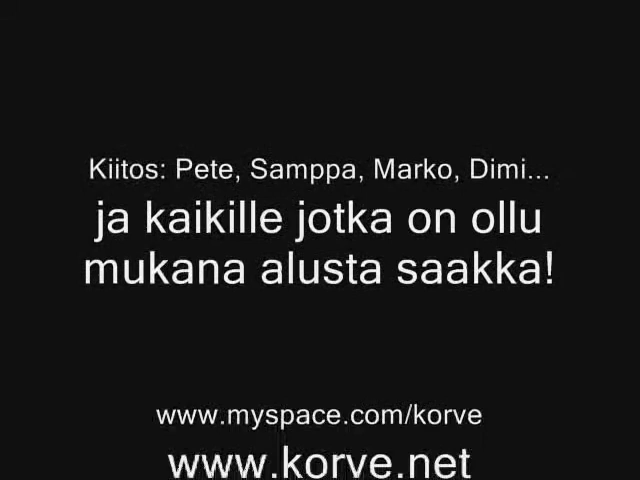 Kiitos: Pete, Samppa, Marko, Dimi...
ja kaikille jotka on ollu
mukana alusta saakka!
www.myspace.com/korve
www.korve.net